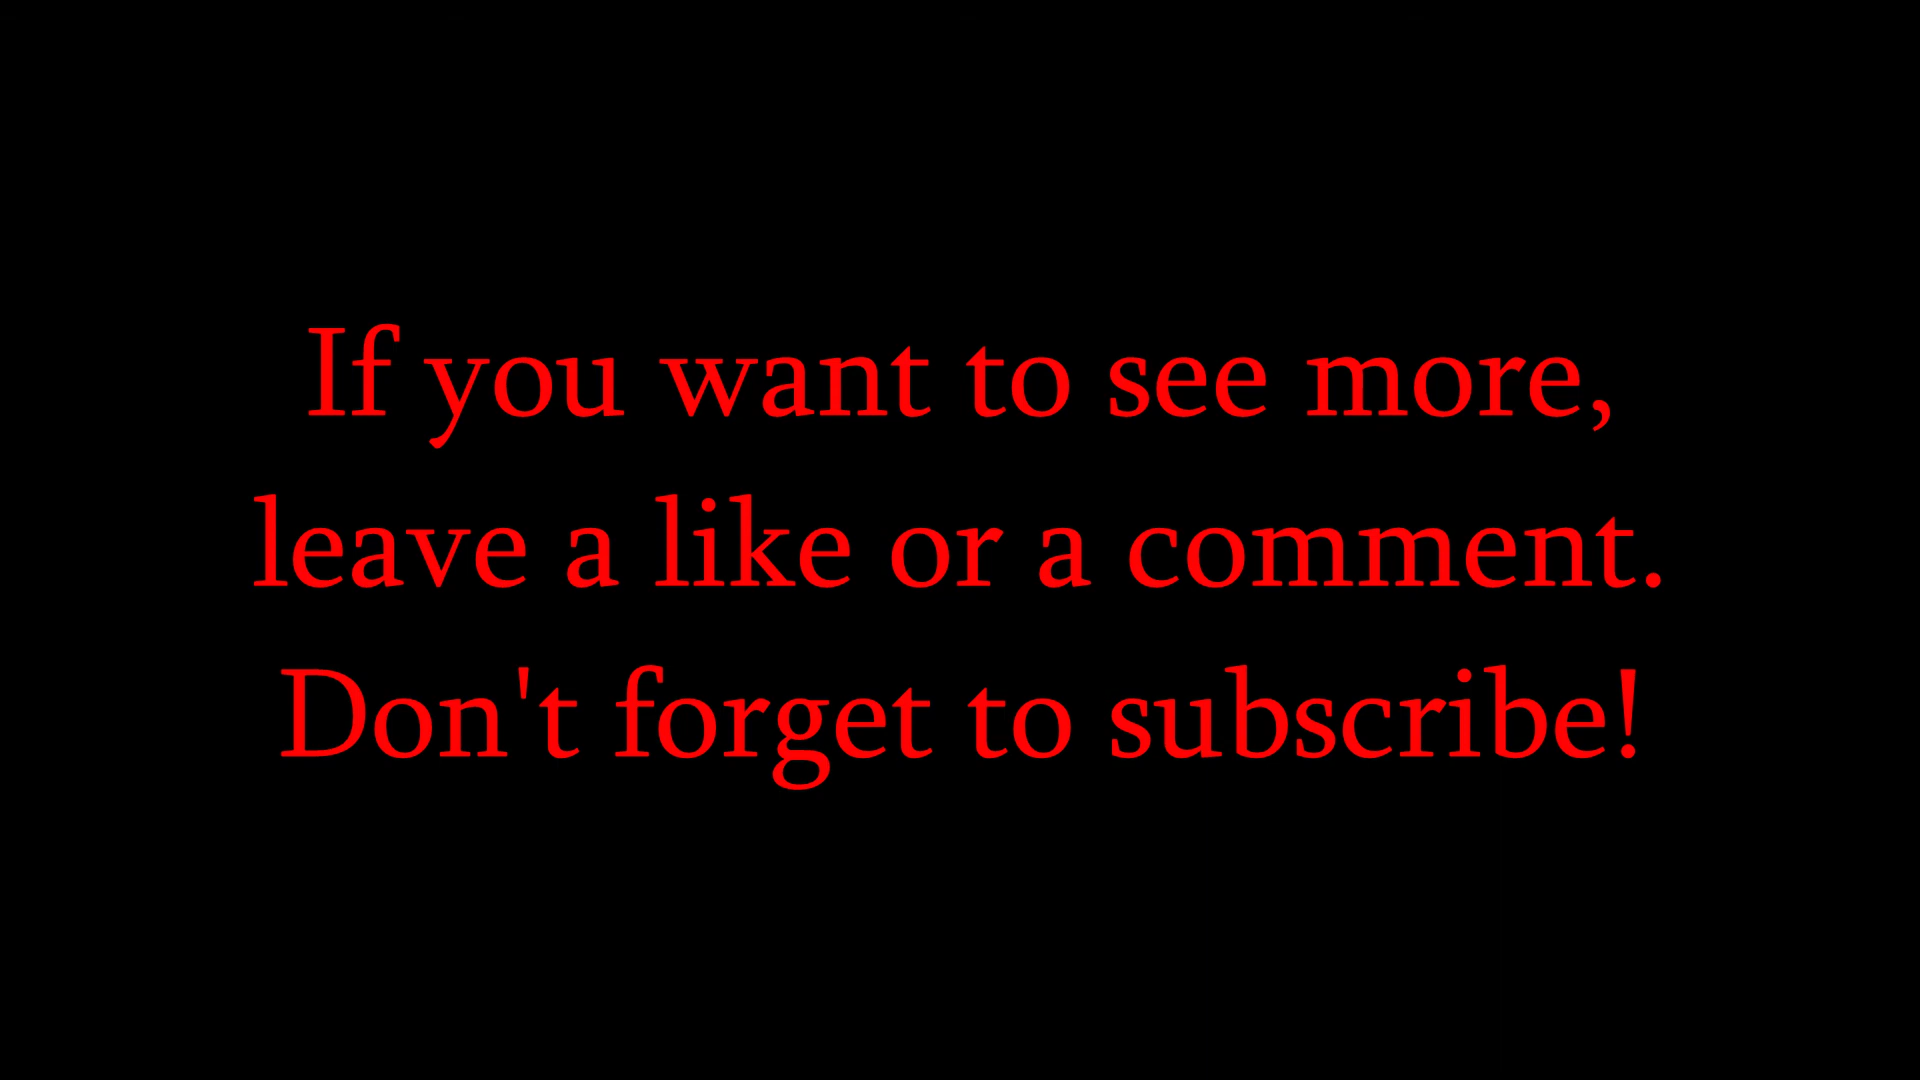 If you want to see more,
leave a like or a comment.
Don't forget to subscribe!